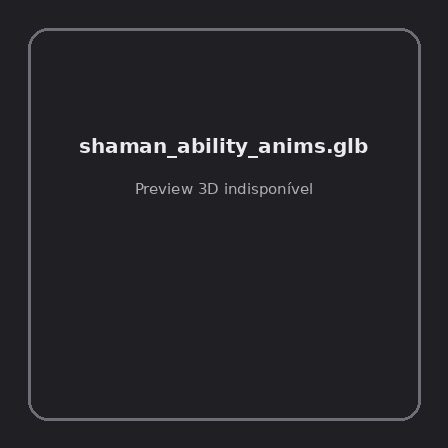 shaman_ability_anims.glb
Preview 3D indisponível